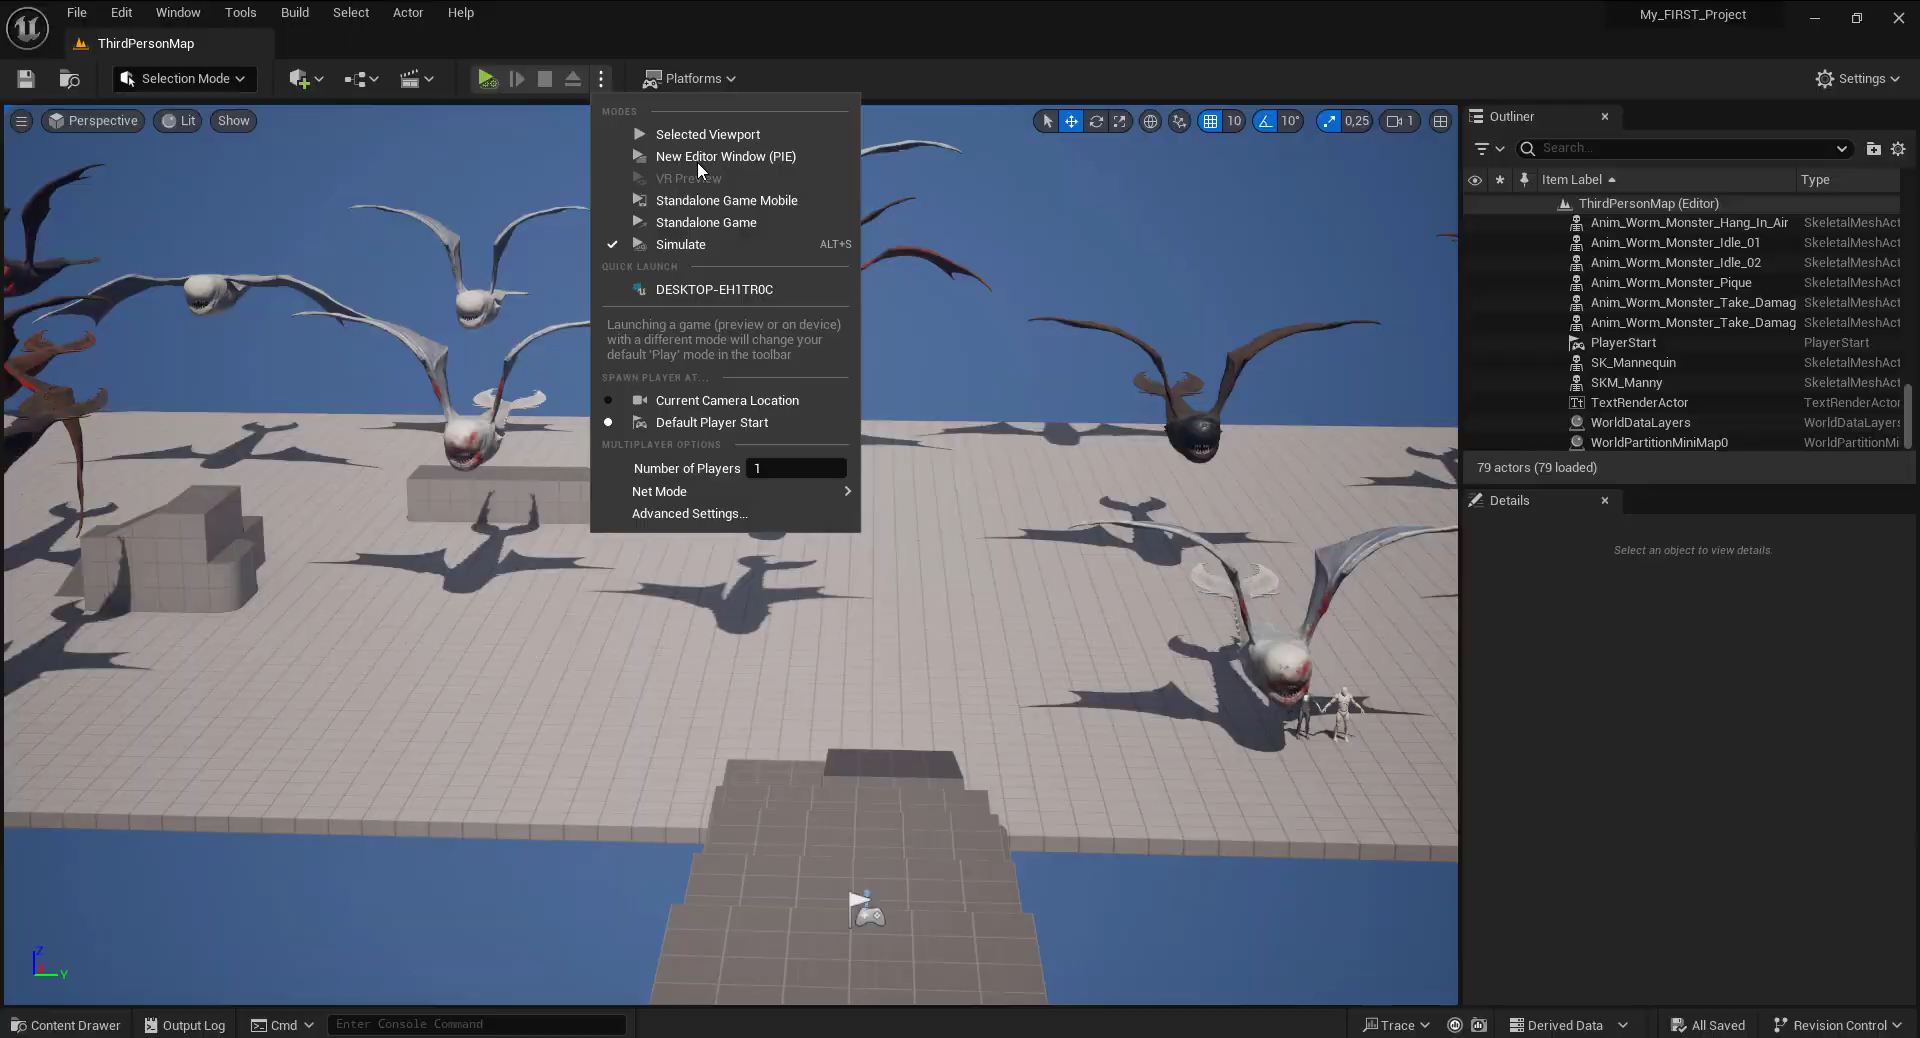 File Edit Window Tools Build Select Actor Help
My_FIRST_Project
ThirdPersonMap
Selection Mode
Platforms
Settings
Perspective
Lit
Show
10
10°
0,25
1
MODES
Selected Viewport
New Editor Window (PIE)
VR Preview
Standalone Game Mobile
Standalone Game
Simulate ALT+S
QUICK LAUNCH
DESKTOP-EH1TR0C
Launching a game (preview or on device)
with a different mode will change your
default 'Play' mode in the toolbar
SPAWN PLAYER AT...
Current Camera Location
Default Player Start
MULTIPLAYER OPTIONS
Number of Players 1
Net Mode
Advanced Settings...
Outliner
Search...
Item Label Type
ThirdPersonMap (Editor)
Anim_Worm_Monster_Hang_In_Air SkeletalMeshAct
Anim_Worm_Monster_Idle_01 SkeletalMeshAct
Anim_Worm_Monster_Idle_02 SkeletalMeshAct
Anim_Worm_Monster_Pique SkeletalMeshAct
Anim_Worm_Monster_Take_Damag SkeletalMeshAct
Anim_Worm_Monster_Take_Damag SkeletalMeshAct
PlayerStart PlayerStart
SK_Mannequin SkeletalMeshAct
SKM_Manny SkeletalMeshAct
TextRenderActor TextRenderActor
WorldDataLayers WorldDataLayers
WorldPartitionMiniMap0 WorldPartitionMi
79 actors (79 loaded)
Details
Select an object to view details.
Z
Y
Content Drawer
Output Log
Cmd
Enter Console Command
Trace
Derived Data
All Saved
Revision Control